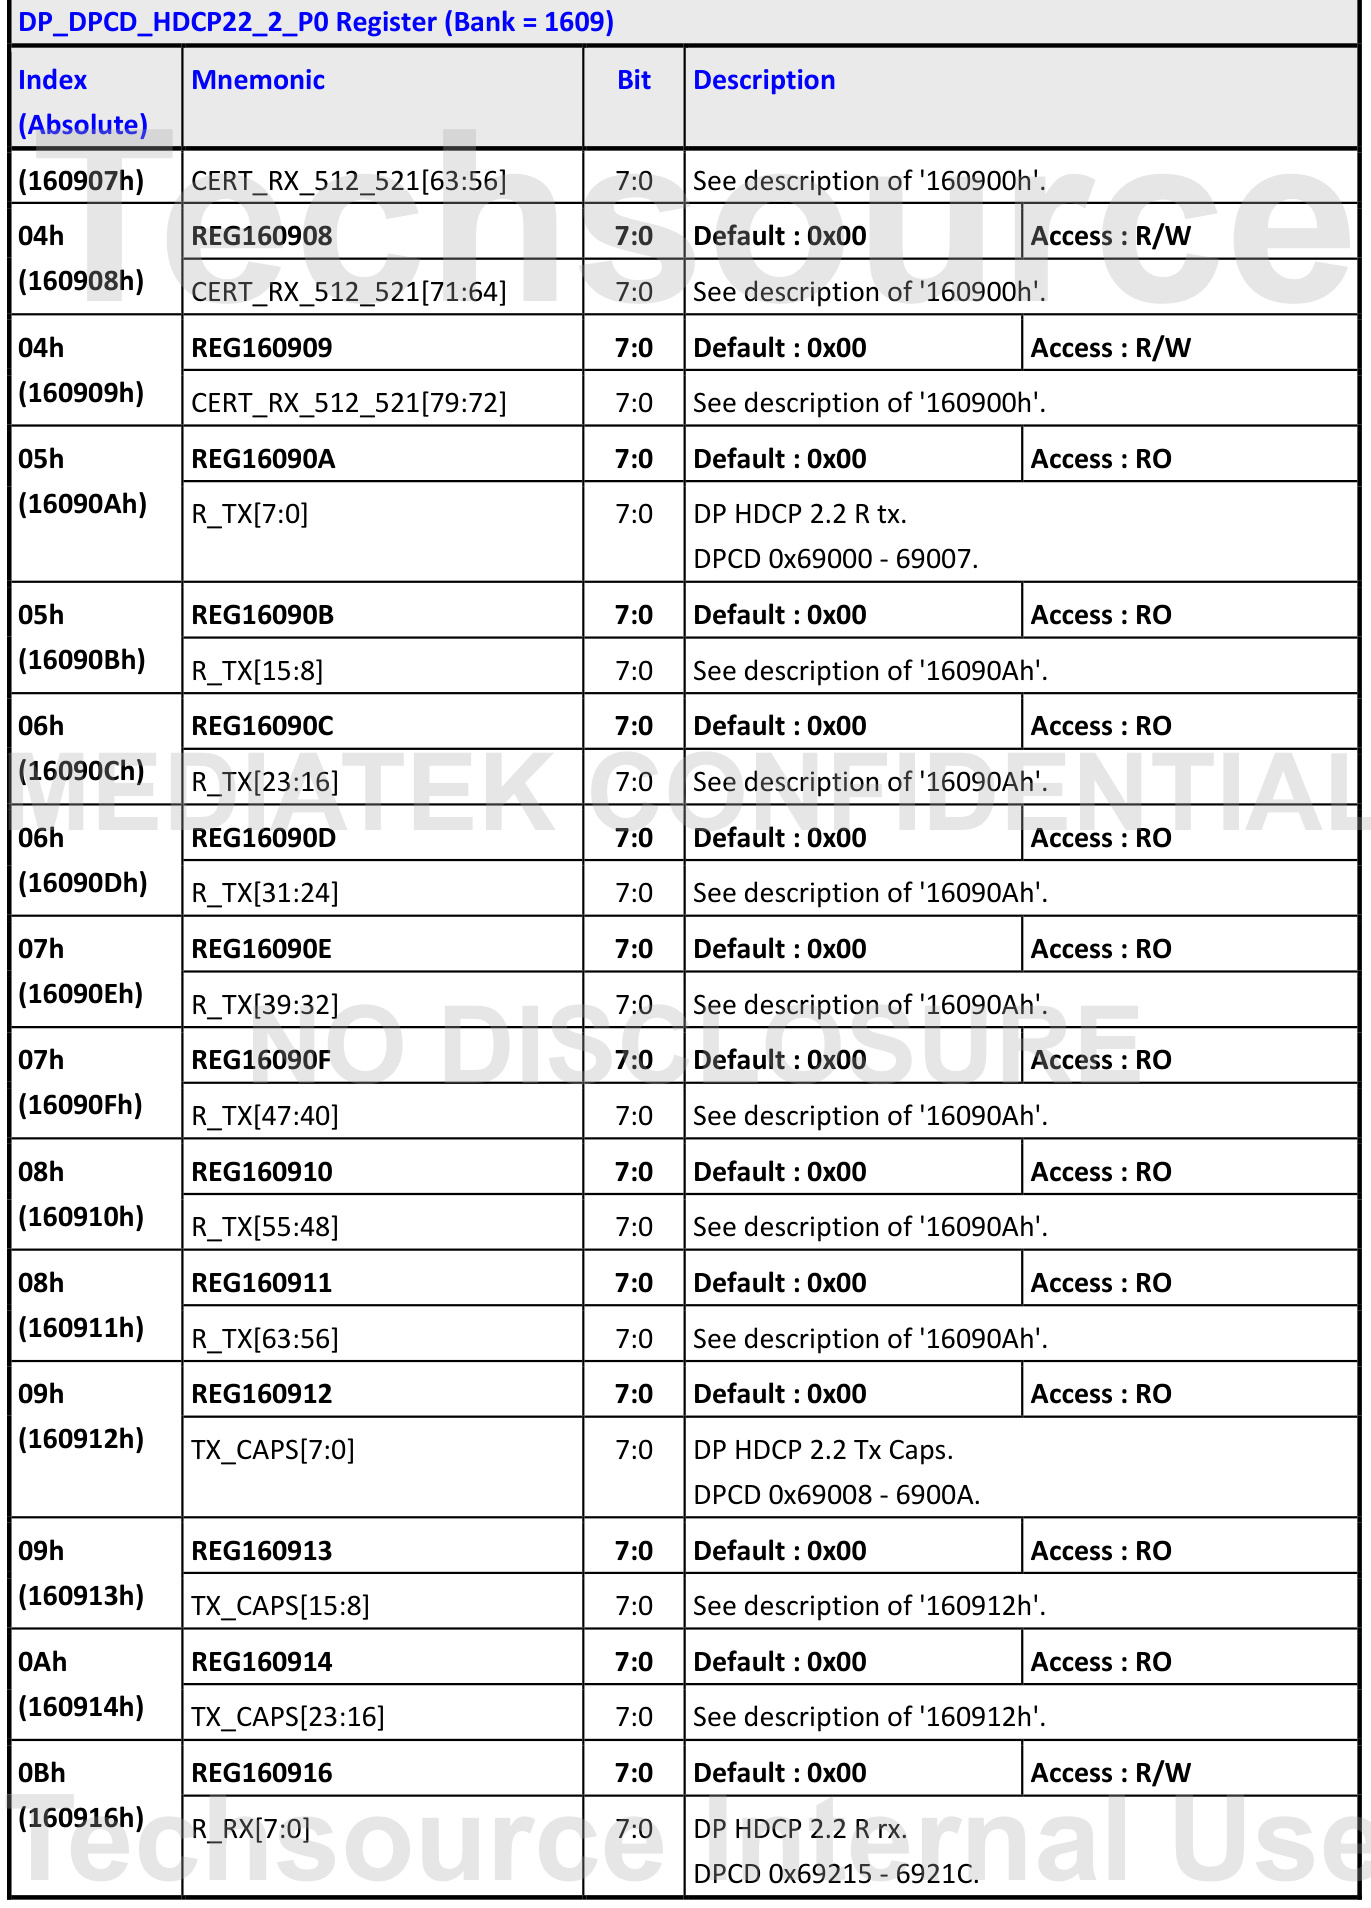 DP_DPCD_HDCP22_2_P0 Register (Bank = 1609)
Index (Absolute) Mnemonic Bit Description
(160907h) CERT_RX_512_521[63:56] 7:0 See description of '160900h'.
04h REG160908 7:0 Default : 0x00 Access : R/W
(160908h) CERT_RX_512_521[71:64] 7:0 See description of '160900h'.
04h REG160909 7:0 Default : 0x00 Access : R/W
(160909h) CERT_RX_512_521[79:72] 7:0 See description of '160900h'.
05h REG16090A 7:0 Default : 0x00 Access : RO
(16090Ah) R_TX[7:0] 7:0 DP HDCP 2.2 R tx.
DPCD 0x69000 - 69007.
05h REG16090B 7:0 Default : 0x00 Access : RO
(16090Bh) R_TX[15:8] 7:0 See description of '16090Ah'.
06h REG16090C 7:0 Default : 0x00 Access : RO
(16090Ch) R_TX[23:16] 7:0 See description of '16090Ah'.
06h REG16090D 7:0 Default : 0x00 Access : RO
(16090Dh) R_TX[31:24] 7:0 See description of '16090Ah'.
07h REG16090E 7:0 Default : 0x00 Access : RO
(16090Eh) R_TX[39:32] 7:0 See description of '16090Ah'.
07h REG16090F 7:0 Default : 0x00 Access : RO
(16090Fh) R_TX[47:40] 7:0 See description of '16090Ah'.
08h REG160910 7:0 Default : 0x00 Access : RO
(160910h) R_TX[55:48] 7:0 See description of '16090Ah'.
08h REG160911 7:0 Default : 0x00 Access : RO
(160911h) R_TX[63:56] 7:0 See description of '16090Ah'.
09h REG160912 7:0 Default : 0x00 Access : RO
(160912h) TX_CAPS[7:0] 7:0 DP HDCP 2.2 Tx Caps.
DPCD 0x69008 - 6900A.
09h REG160913 7:0 Default : 0x00 Access : RO
(160913h) TX_CAPS[15:8] 7:0 See description of '160912h'.
0Ah REG160914 7:0 Default : 0x00 Access : RO
(160914h) TX_CAPS[23:16] 7:0 See description of '160912h'.
0Bh REG160916 7:0 Default : 0x00 Access : R/W
(160916h) R_RX[7:0] 7:0 DP HDCP 2.2 R rx.
DPCD 0x69215 - 6921C.
Techsource
MEDIATEK CONFIDENTIAL
NO DISCLOSURE
Techsource Internal Use